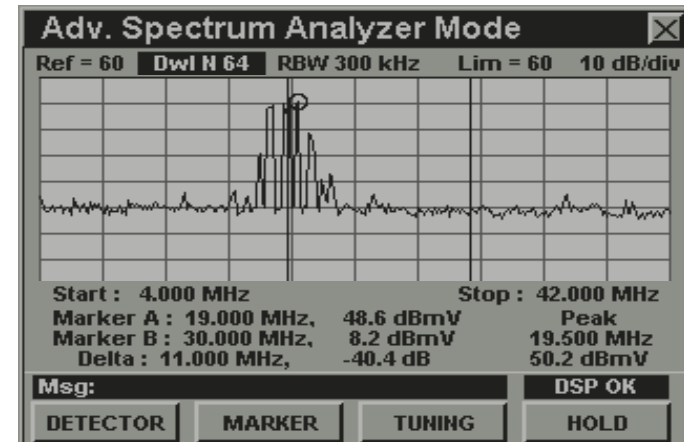 Adv. Spectrum Analyzer Mode
Ref = 60 Dwl N 64 RBW 300 kHz Lim = 60 10 dB/div
Start : 4.000 MHz Stop : 42.000 MHz
Marker A : 19.000 MHz, 48.6 dBmV Peak
Marker B : 30.000 MHz, 8.2 dBmV 19.500 MHz
Delta : 11.000 MHz, -40.4 dB 50.2 dBmV
Msg: DSP OK
DETECTOR MARKER TUNING HOLD